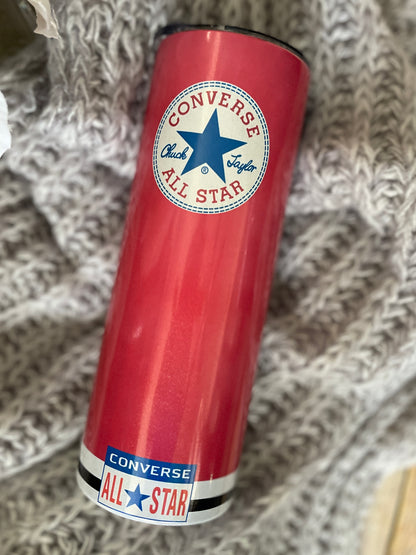 CONVERSE
Chuck Taylor
®
ALL STAR
CONVERSE
ALL STAR